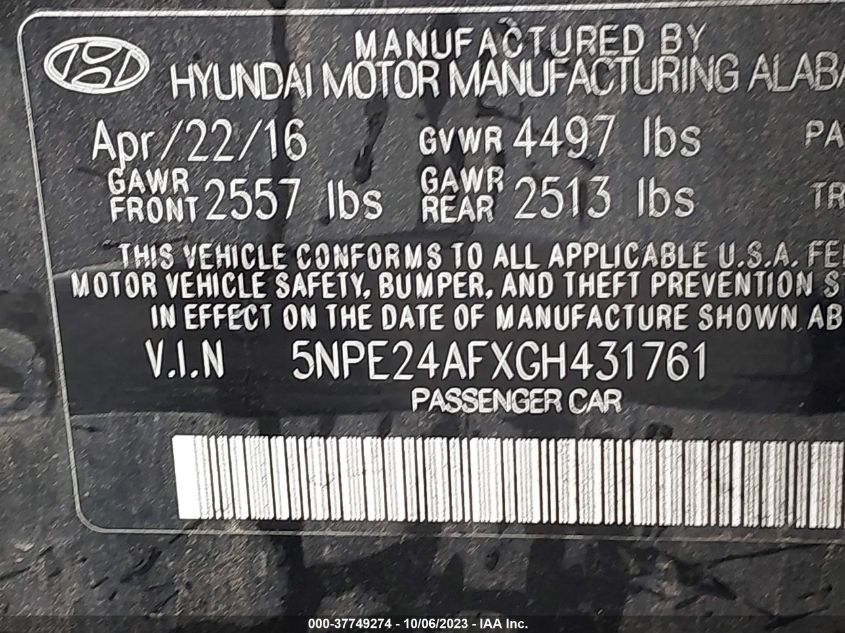 MANUFACTURED BY
HYUNDAI MOTOR MANUFACTURING ALABA
Apr/22/16 GVWR 4497 lbs PA
GAWR FRONT 2557 lbs GAWR REAR 2513 lbs TR
THIS VEHICLE CONFORMS TO ALL APPLICABLE U.S.A. FE
MOTOR VEHICLE SAFETY, BUMPER, AND THEFT PREVENTION S
IN EFFECT ON THE DATE OF MANUFACTURE SHOWN AB
V.I.N 5NPE24AFXGH431761
PASSENGER CAR
000-37749274 - 10/06/2023 - IAA Inc.